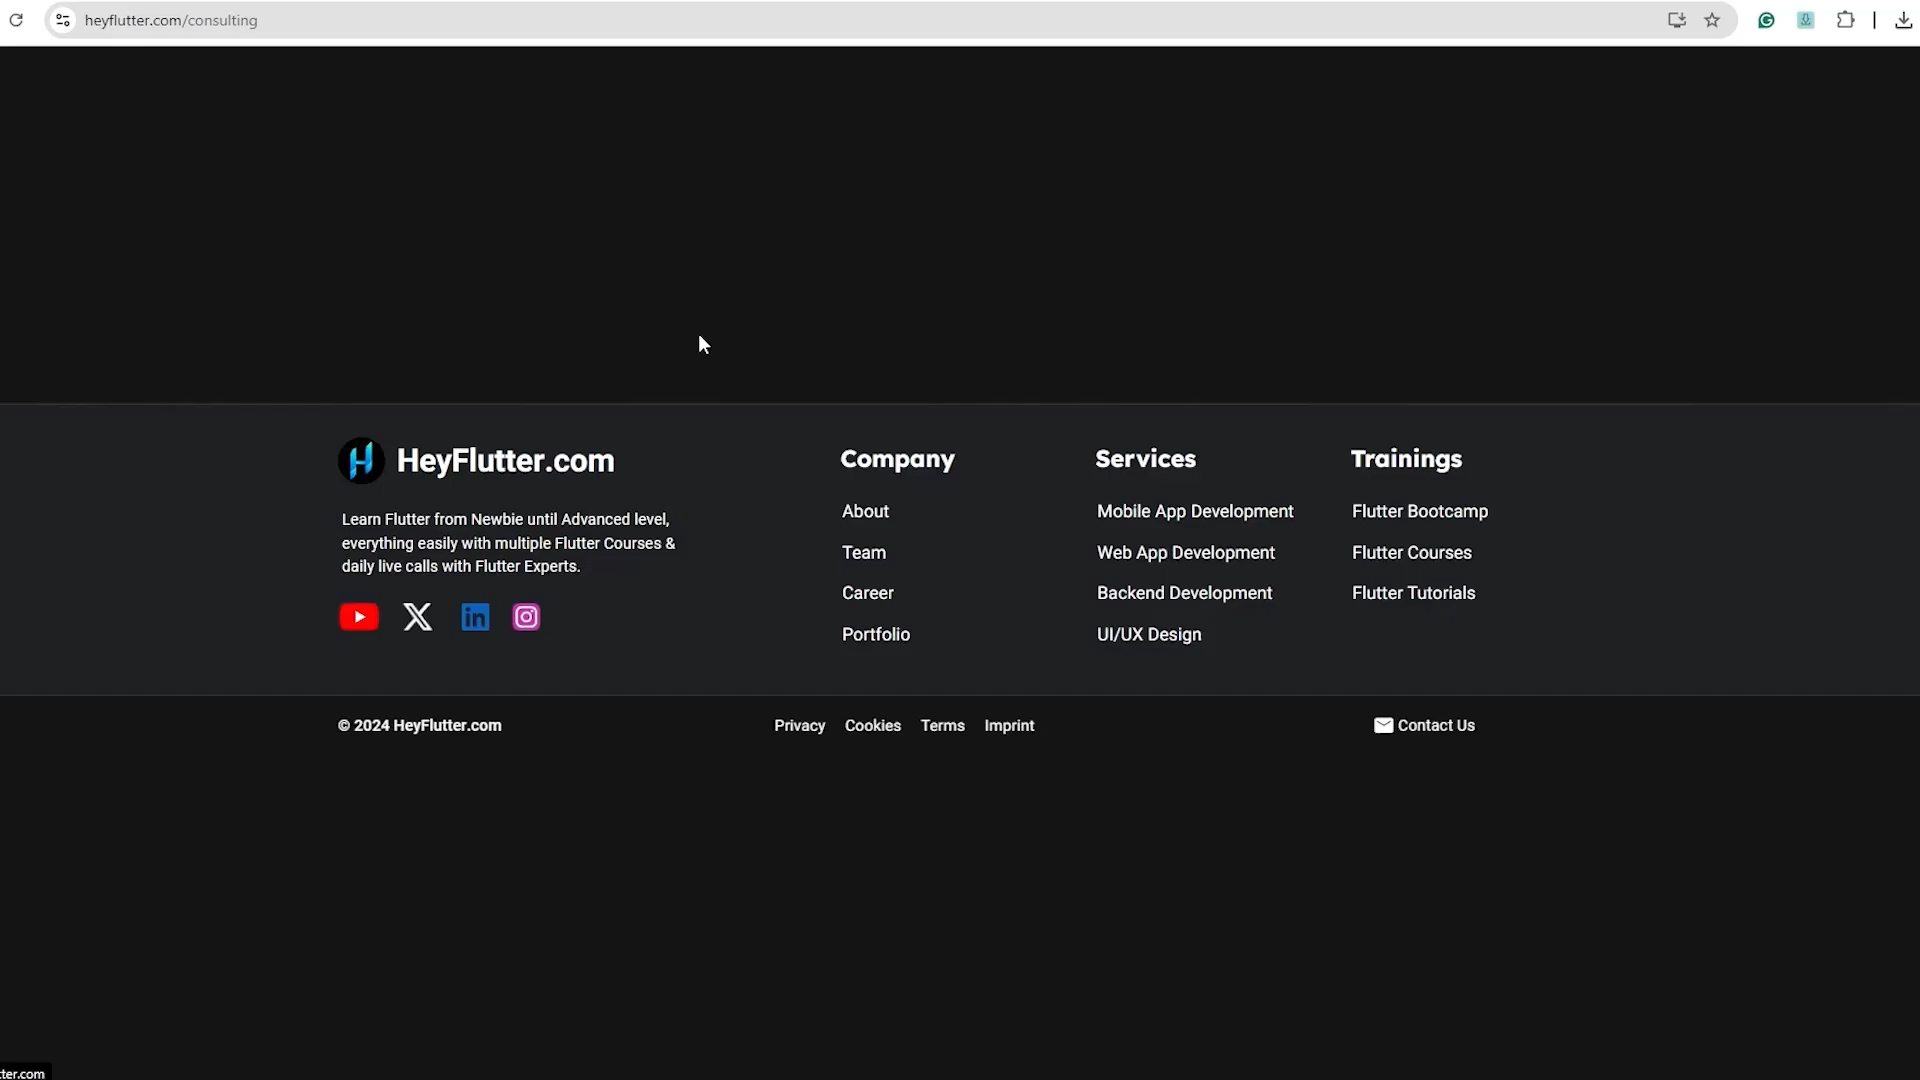 heyflutter.com/consulting
HeyFlutter.com
Learn Flutter from Newbie until Advanced level,
everything easily with multiple Flutter Courses &
daily live calls with Flutter Experts.
Company
About
Team
Career
Portfolio
Services
Mobile App Development
Web App Development
Backend Development
UI/UX Design
Trainings
Flutter Bootcamp
Flutter Courses
Flutter Tutorials
© 2024 HeyFlutter.com
Privacy Cookies Terms Imprint
Contact Us
tter.com